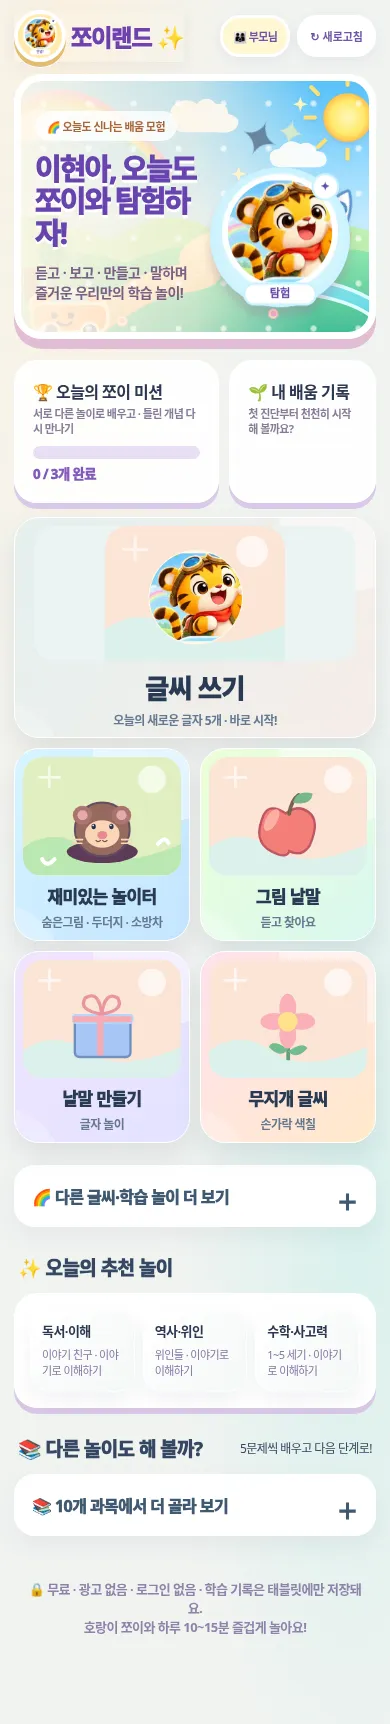 쪼이랜드 ✨
👨‍👩‍👧 부모님
↻ 새로고침
🌈 오늘도 신나는 배움 모험
이현아, 오늘도
쪼이와 탐험하
자!
듣고 · 보고 · 만들고 · 말하며
즐거운 우리만의 학습 놀이!
탐험
🏆 오늘의 쪼이 미션
서로 다른 놀이로 배우고 · 틀린 개념 다
시 만나기
0 / 3개 완료
🌱 내 배움 기록
첫 진단부터 천천히 시작
해 볼까요?
글씨 쓰기
오늘의 새로운 글자 5개 · 바로 시작!
재미있는 놀이터
숨은그림 · 두더지 · 소방차
그림 낱말
듣고 찾아요
낱말 만들기
글자 놀이
무지개 글씨
손가락 색칠
🌈 다른 글씨·학습 놀이 더 보기
+
✨ 오늘의 추천 놀이
독서·이해
이야기 친구 · 이야
기로 이해하기
역사·위인
위인들 · 이야기로
이해하기
수학·사고력
1~5 세기 · 이야기
로 이해하기
📚 다른 놀이도 해 볼까?
5문제씩 배우고 다음 단계로!
📚 10개 과목에서 더 골라 보기
+
🔒 무료 · 광고 없음 · 로그인 없음 · 학습 기록은 태블릿에만 저장돼
요.
호랑이 쪼이와 하루 10~15분 즐겁게 놀아요!